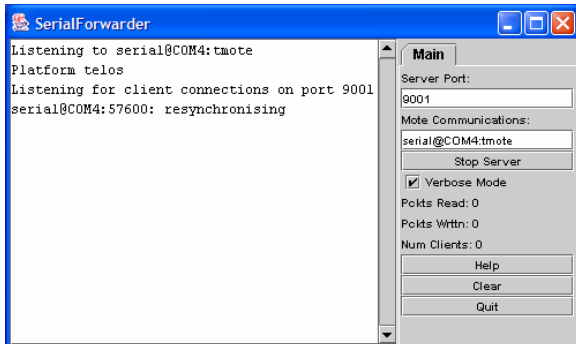 SerialForwarder
Listening to serial@COM4:tmote
Platform telos
Listening for client connections on port 9001
serial@COM4:57600: resynchronising
Main
Server Port:
9001
Mote Communications:
serial@COM4:tmote
Stop Server
Verbose Mode
Pckts Read: 0
Pckts Wrttn: 0
Num Clients: 0
Help
Clear
Quit